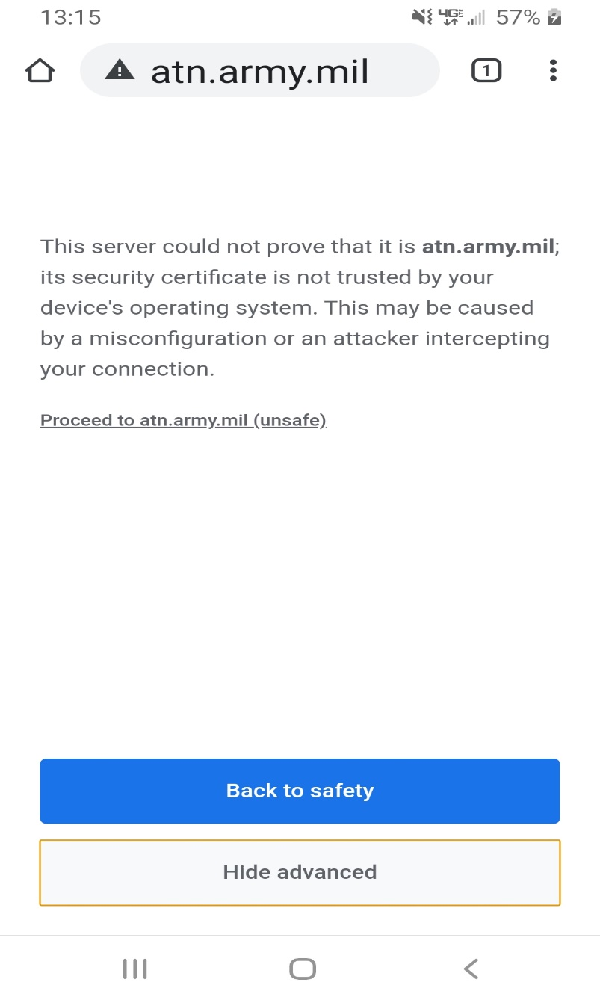 13:15
4G LTE 57%
atn.army.mil
1
This server could not prove that it is atn.army.mil;
its security certificate is not trusted by your
device's operating system. This may be caused
by a misconfiguration or an attacker intercepting
your connection.
Proceed to atn.army.mil (unsafe)
Back to safety
Hide advanced